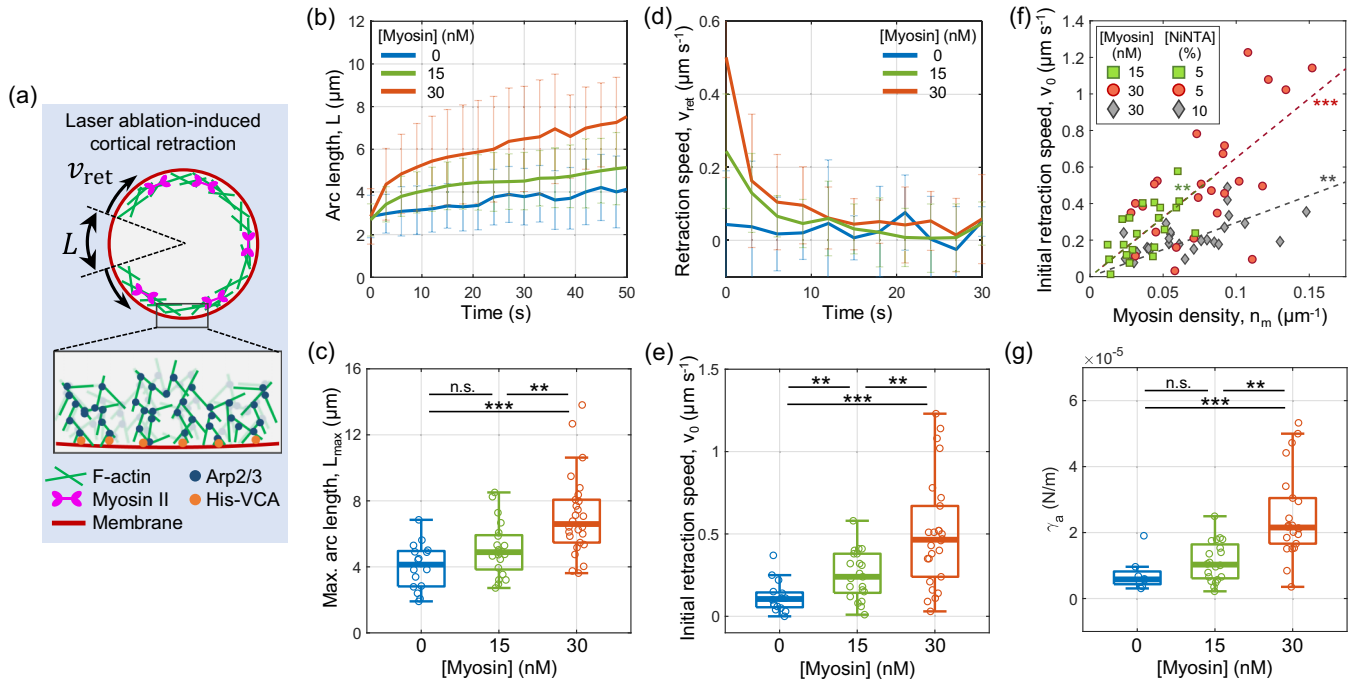 (a)
Laser ablation-induced
cortical retraction
v_ret
L
F-actin
Arp2/3
Myosin II
His-VCA
Membrane
(b)
Arc length, L (µm)
12
10
8
6
4
2
0
[Myosin] (nM)
0
15
30
0 10 20 30 40 50
Time (s)
(c)
Max. arc length, L_max (µm)
16
12
8
4
0
n.s.
**
***
0 15 30
[Myosin] (nM)
(d)
Retraction speed, v_ret (µm s⁻¹)
0.6
0.4
0.2
0
[Myosin] (nM)
0
15
30
0 10 20 30
Time (s)
(e)
Initial retraction speed, v_0 (µm s⁻¹)
1.5
1.0
0.5
0
** **
***
0 15 30
[Myosin] (nM)
(f)
Initial retraction speed, v_0 (µm s⁻¹)
1.4
1.2
1.0
0.8
0.6
0.4
0.2
0
[Myosin] [NiNTA]
(nM) (%)
15 5
30 5
30 10
***
**
**
0 0.05 0.1 0.15
Myosin density, n_m (µm⁻¹)
(g)
×10⁻⁵
γ_a (N/m)
6
4
2
0
n.s.
**
***
0 15 30
[Myosin] (nM)